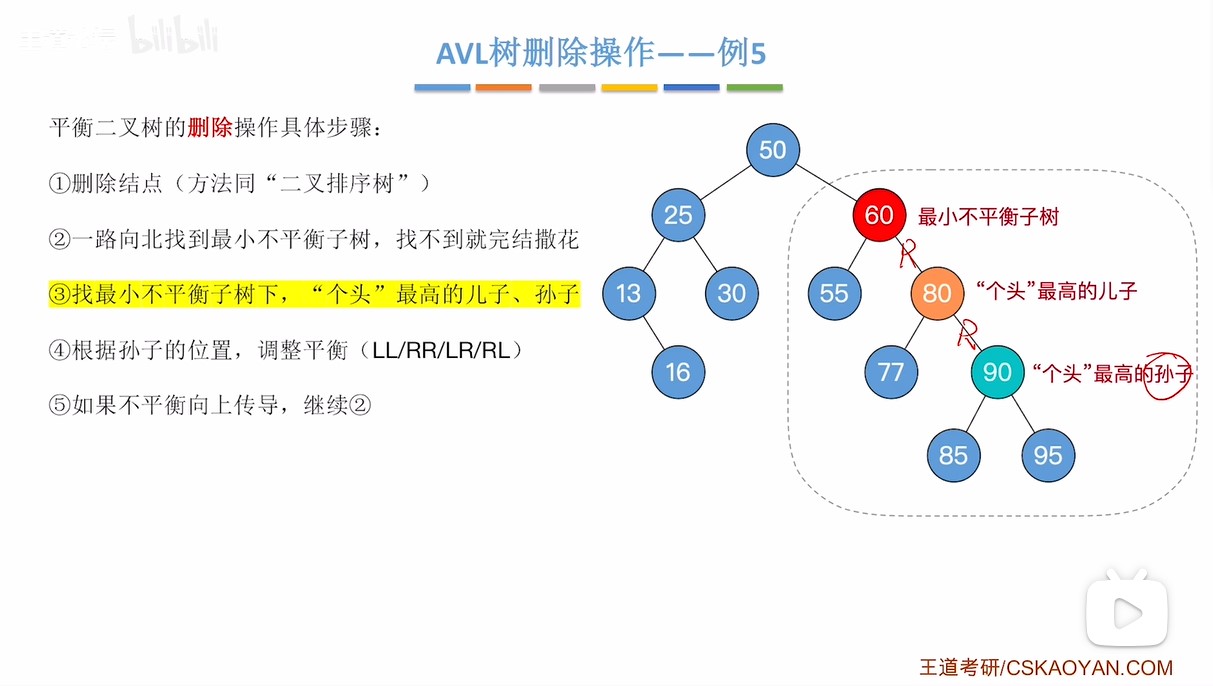 bilibili
AVL树删除操作——例5
平衡二叉树的删除操作具体步骤：
①删除结点（方法同“二叉排序树”）
②一路向北找到最小不平衡子树，找不到就完结撒花
③找最小不平衡子树下，“个头”最高的儿子、孙子
④根据孙子的位置，调整平衡（LL/RR/LR/RL）
⑤如果不平衡向上传导，继续②
50
25
60 最小不平衡子树
R
13
30
55
80 “个头”最高的儿子
R
16
77
90 “个头”最高的孙子
85
95
王道考研/CSKAOYAN.COM